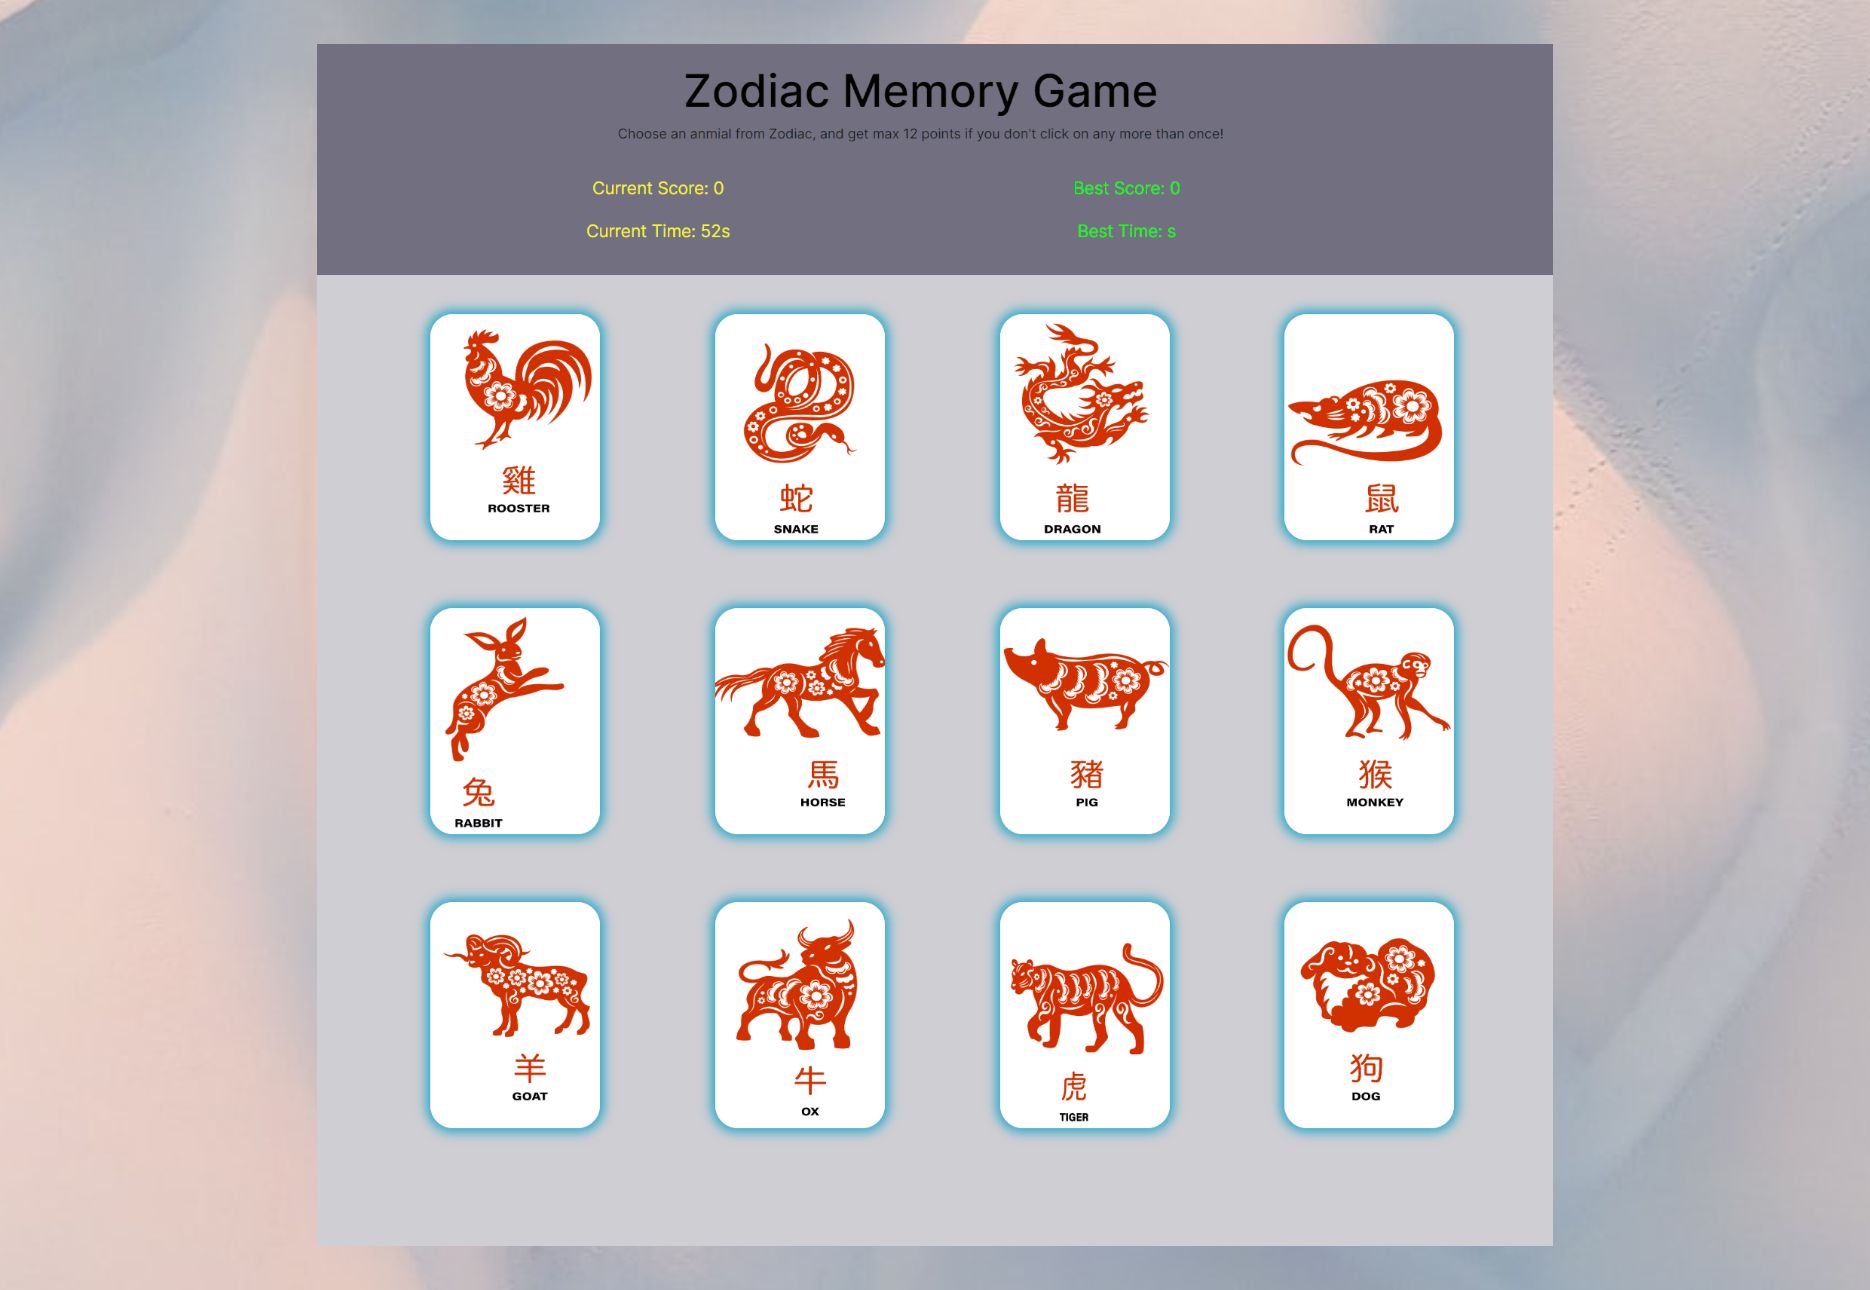 Zodiac Memory Game
Choose an anmial from Zodiac, and get max 12 points if you don't click on any more than once!
Current Score: 0
Best Score: 0
Current Time: 52s
Best Time: s
雞
ROOSTER
蛇
SNAKE
龍
DRAGON
鼠
RAT
兔
RABBIT
馬
HORSE
豬
PIG
猴
MONKEY
羊
GOAT
牛
OX
虎
TIGER
狗
DOG